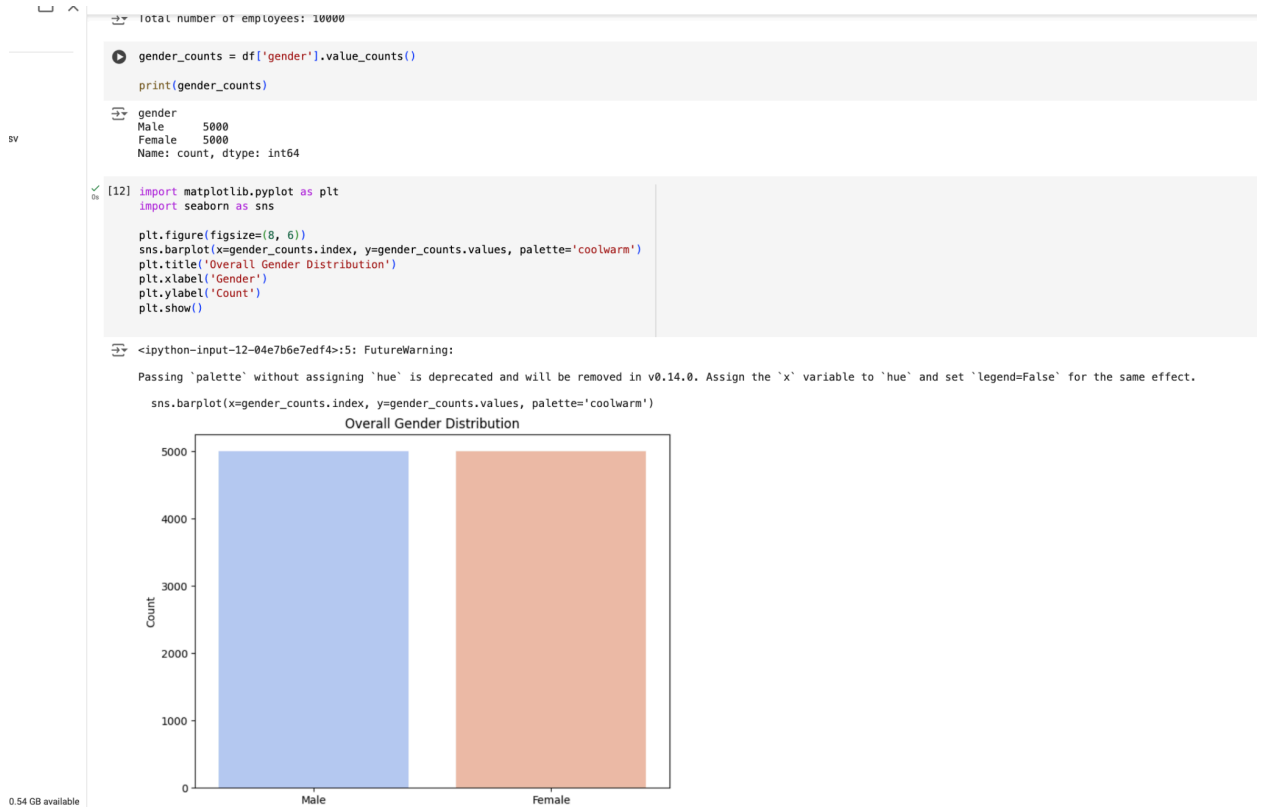 Total number of employees: 10000
gender_counts = df['gender'].value_counts()
print(gender_counts)
gender
Male      5000
Female    5000
Name: count, dtype: int64
sv
0s
[12] import matplotlib.pyplot as plt
import seaborn as sns
plt.figure(figsize=(8, 6))
sns.barplot(x=gender_counts.index, y=gender_counts.values, palette='coolwarm')
plt.title('Overall Gender Distribution')
plt.xlabel('Gender')
plt.ylabel('Count')
plt.show()
<ipython-input-12-04e7b6e7edf4>:5: FutureWarning:
Passing `palette` without assigning `hue` is deprecated and will be removed in v0.14.0. Assign the `x` variable to `hue` and set `legend=False` for the same effect.
sns.barplot(x=gender_counts.index, y=gender_counts.values, palette='coolwarm')
Overall Gender Distribution
5000
4000
3000
Count
2000
1000
0
Male Female
0.54 GB available